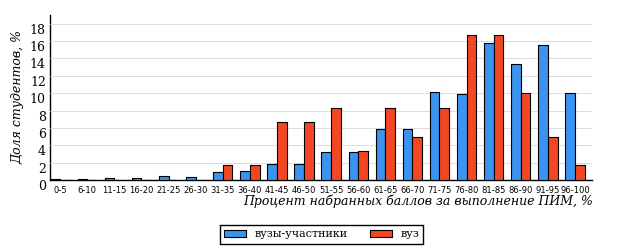 Доля студентов, %
18
16
14
12
10
8
6
4
2
0
0-5 6-10 11-15 16-20 21-25 26-30 31-35 36-40 41-45 46-50 51-55 56-60 61-65 66-70 71-75 76-80 81-85 86-90 91-95 96-100
Процент набранных баллов за выполнение ПИМ, %
вузы-участники вуз